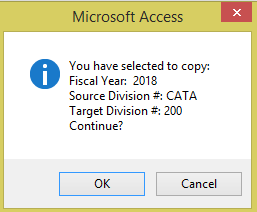 Microsoft Access
You have selected to copy:
Fiscal Year:  2018
Source Division #: CATA
Target Division #: 200
Continue?
OK
Cancel